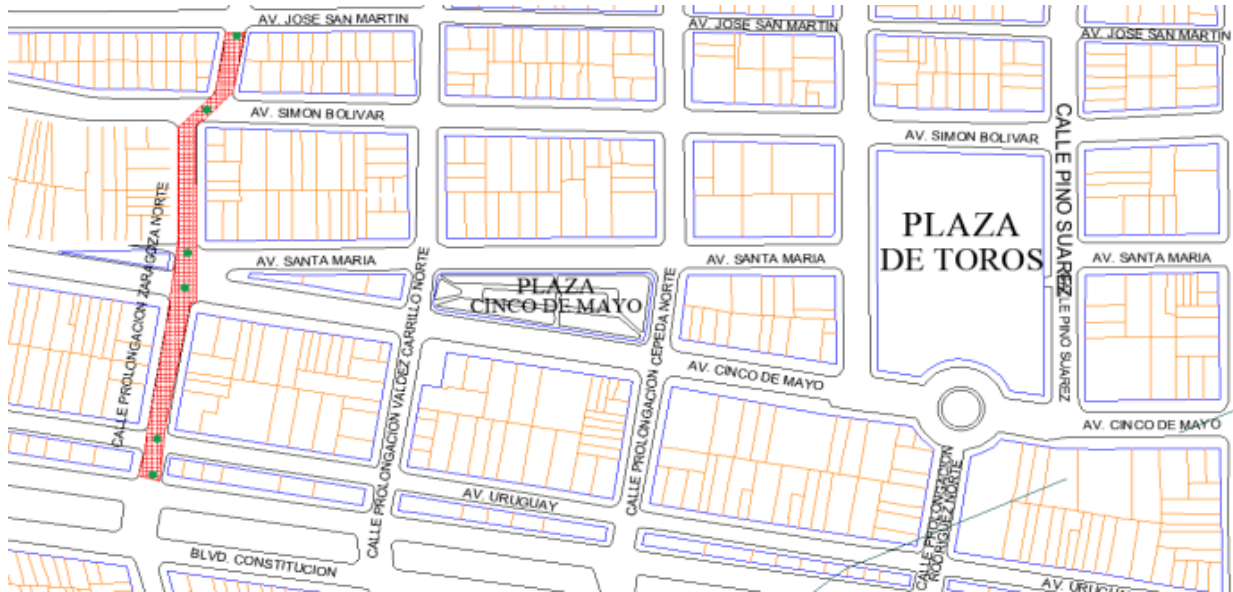 AV. JOSE SAN MARTIN
AV. JOSE SAN MARTIN
AV. JOSE SAN MARTIN
AV. SIMON BOLIVAR
AV. SIMON BOLIVAR
CALLE PINO SUAREZ
CALLE PROLONGACION ZARAGOZA NORTE
PLAZA
DE TOROS
AV. SANTA MARIA
AV. SANTA MARIA
AV. SANTA MARIA
PLAZA
CINCO DE MAYO
CALLE PROLONGACION VALDEZ CARRILLO NORTE
CALLE PROLONGACION CEPEDA NORTE
CALLE PINO SUAREZ
AV. CINCO DE MAYO
AV. CINCO DE MAYO
AV. URUGUAY
CALLE PROLONGACION
RODRIGUEZ NORTE
BLVD. CONSTITUCION